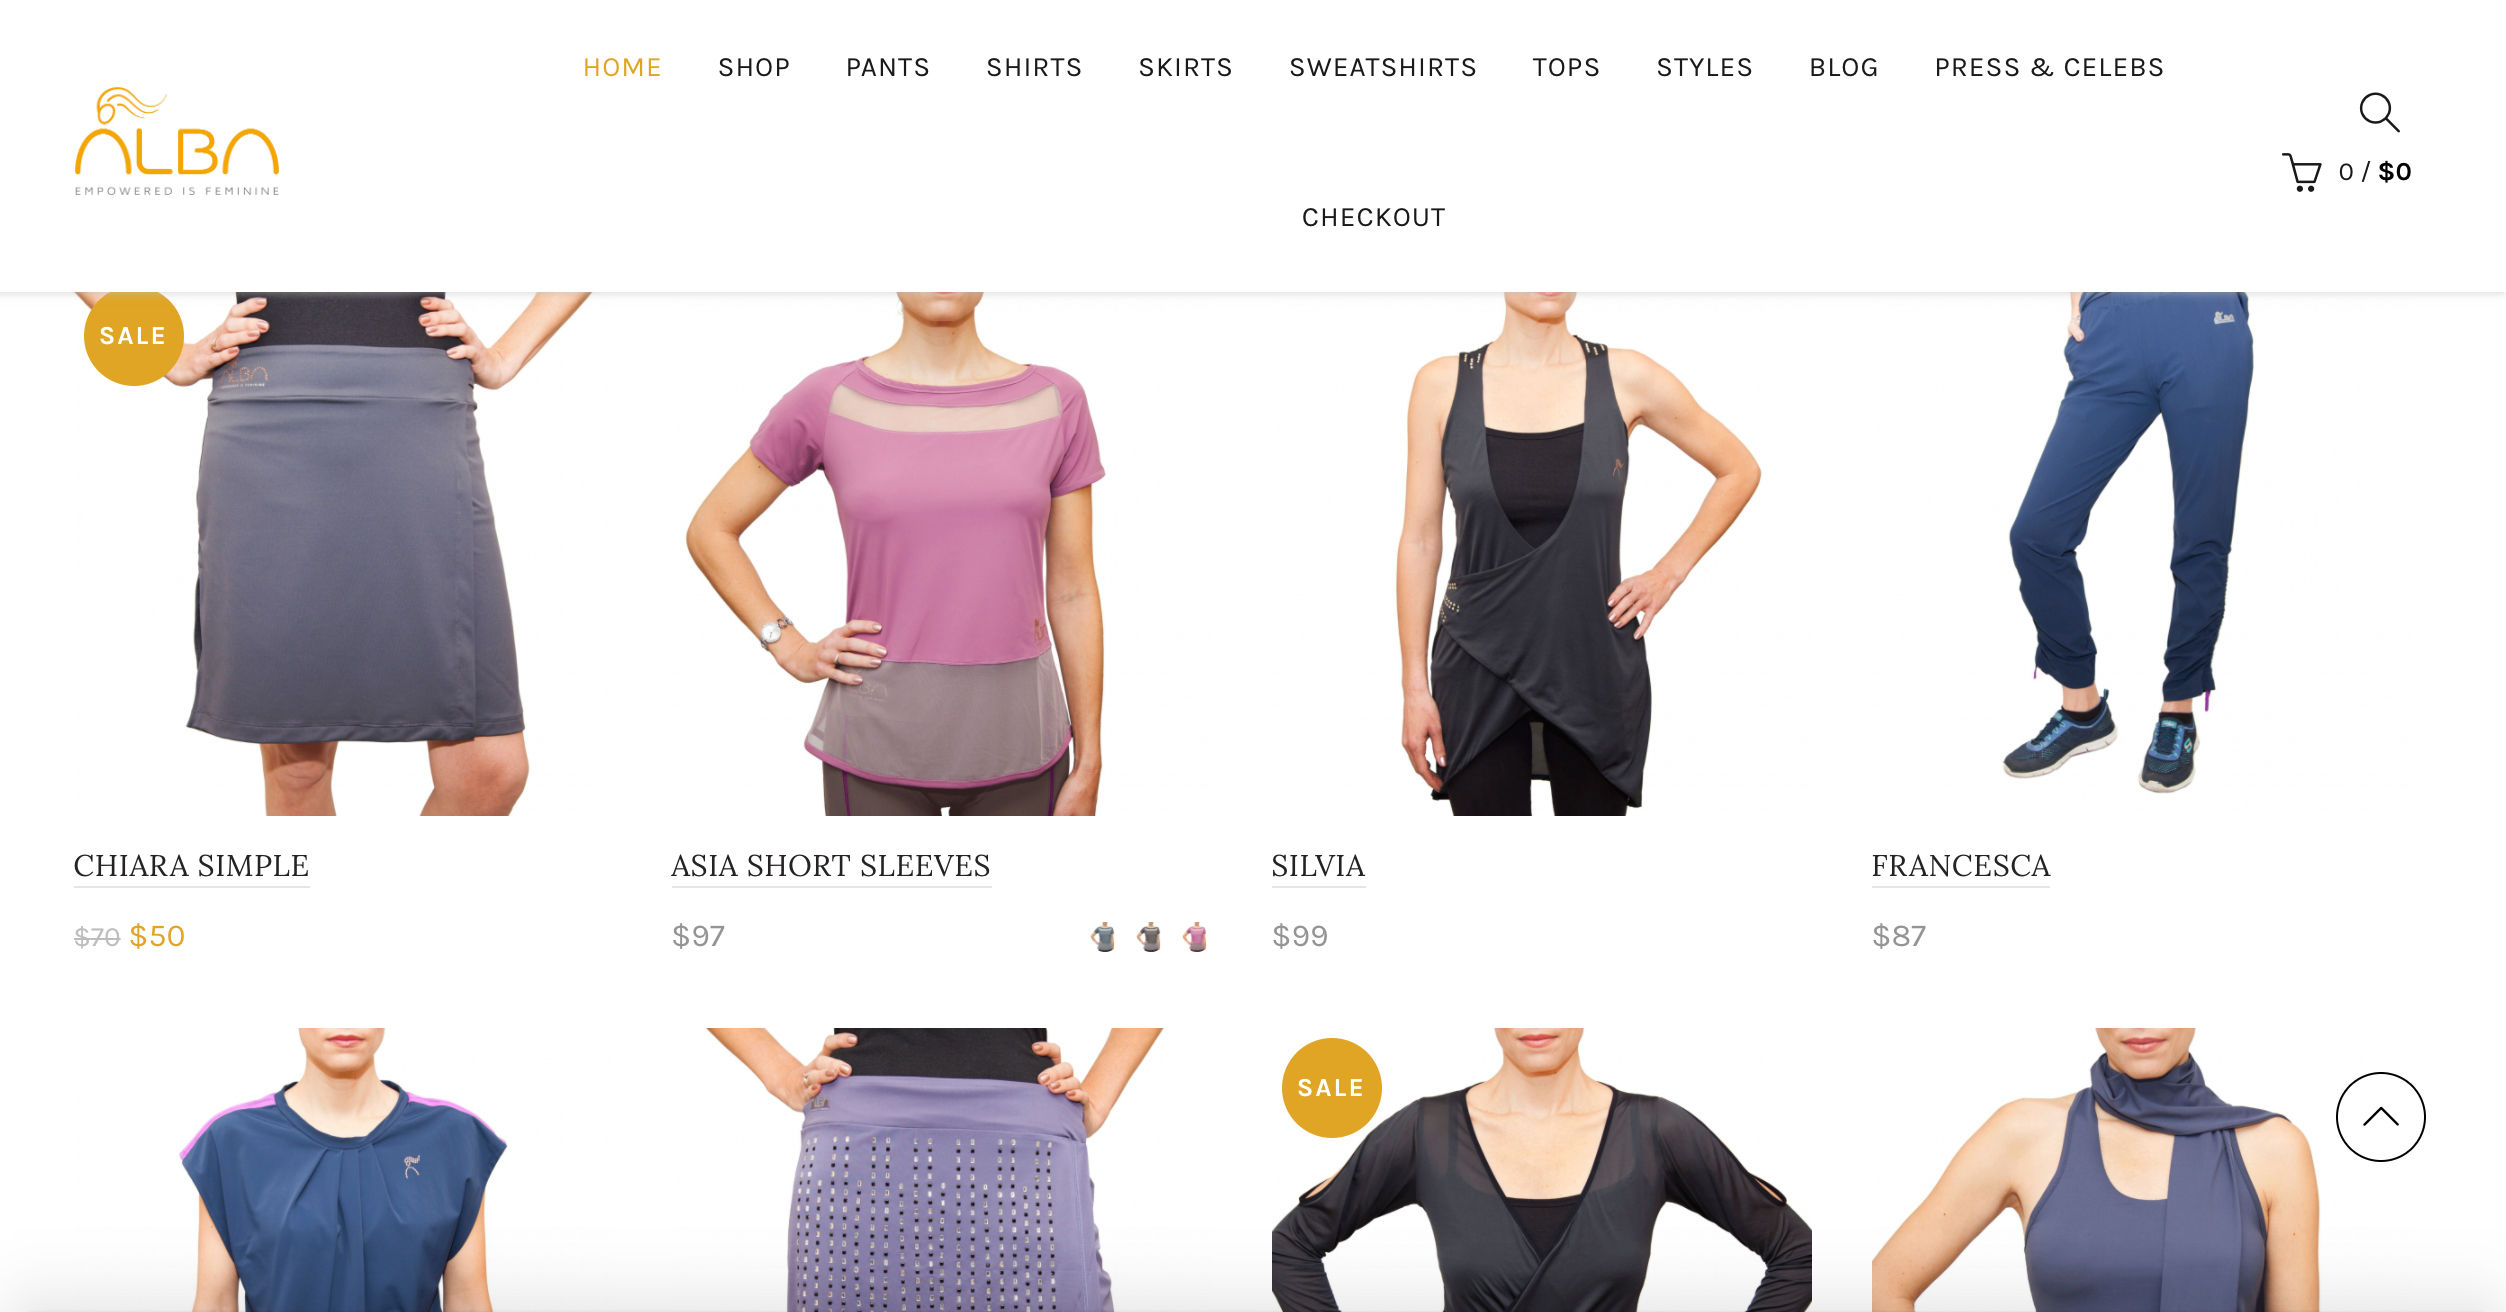 HOME SHOP PANTS SHIRTS SKIRTS SWEATSHIRTS TOPS STYLES BLOG PRESS & CELEBS
ALBA
EMPOWERED IS FEMININE
0 / $0
CHECKOUT
SALE
ALBA
CHIARA SIMPLE
ASIA SHORT SLEEVES
SILVIA
FRANCESCA
$70 $50
$97
$99
$87
SALE